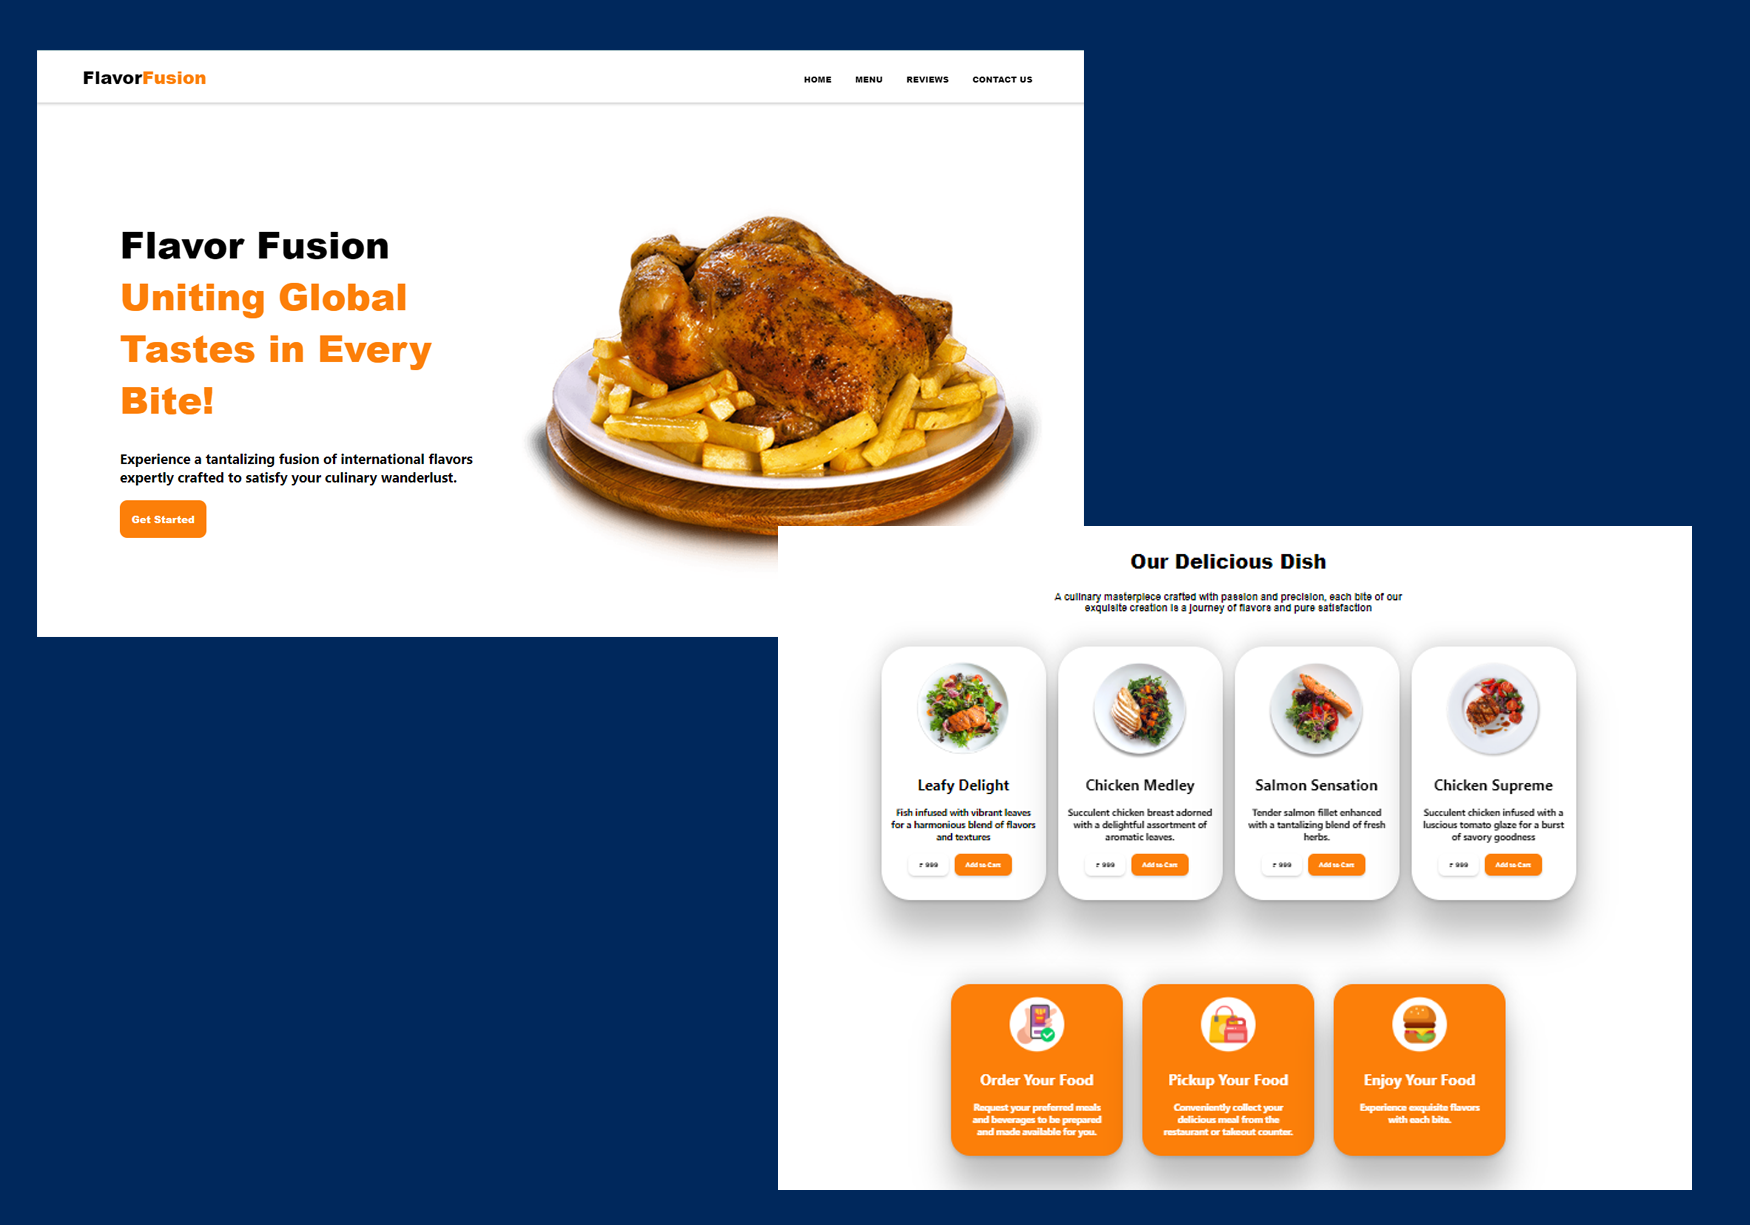 FlavorFusion
HOME MENU REVIEWS CONTACT US
Flavor Fusion
Uniting Global
Tastes in Every
Bite!
Experience a tantalizing fusion of international flavors
expertly crafted to satisfy your culinary wanderlust.
Get Started
Our Delicious Dish
A culinary masterpiece crafted with passion and precision, each bite of our
exquisite creation is a journey of flavors and pure satisfaction
Leafy Delight
Fish infused with vibrant leaves
for a harmonious blend of flavors
and textures
₹ 999
Add to Cart
Chicken Medley
Succulent chicken breast adorned
with a delightful assortment of
aromatic leaves.
₹ 999
Add to Cart
Salmon Sensation
Tender salmon fillet enhanced
with a tantalizing blend of fresh
herbs.
₹ 999
Add to Cart
Chicken Supreme
Succulent chicken infused with a
luscious tomato glaze for a burst
of savory goodness
₹ 999
Add to Cart
Order Your Food
Request your preferred meals
and beverages to be prepared
and made available for you.
Pickup Your Food
Conveniently collect your
delicious meal from the
restaurant or takeout counter.
Enjoy Your Food
Experience exquisite flavors
with each bite.